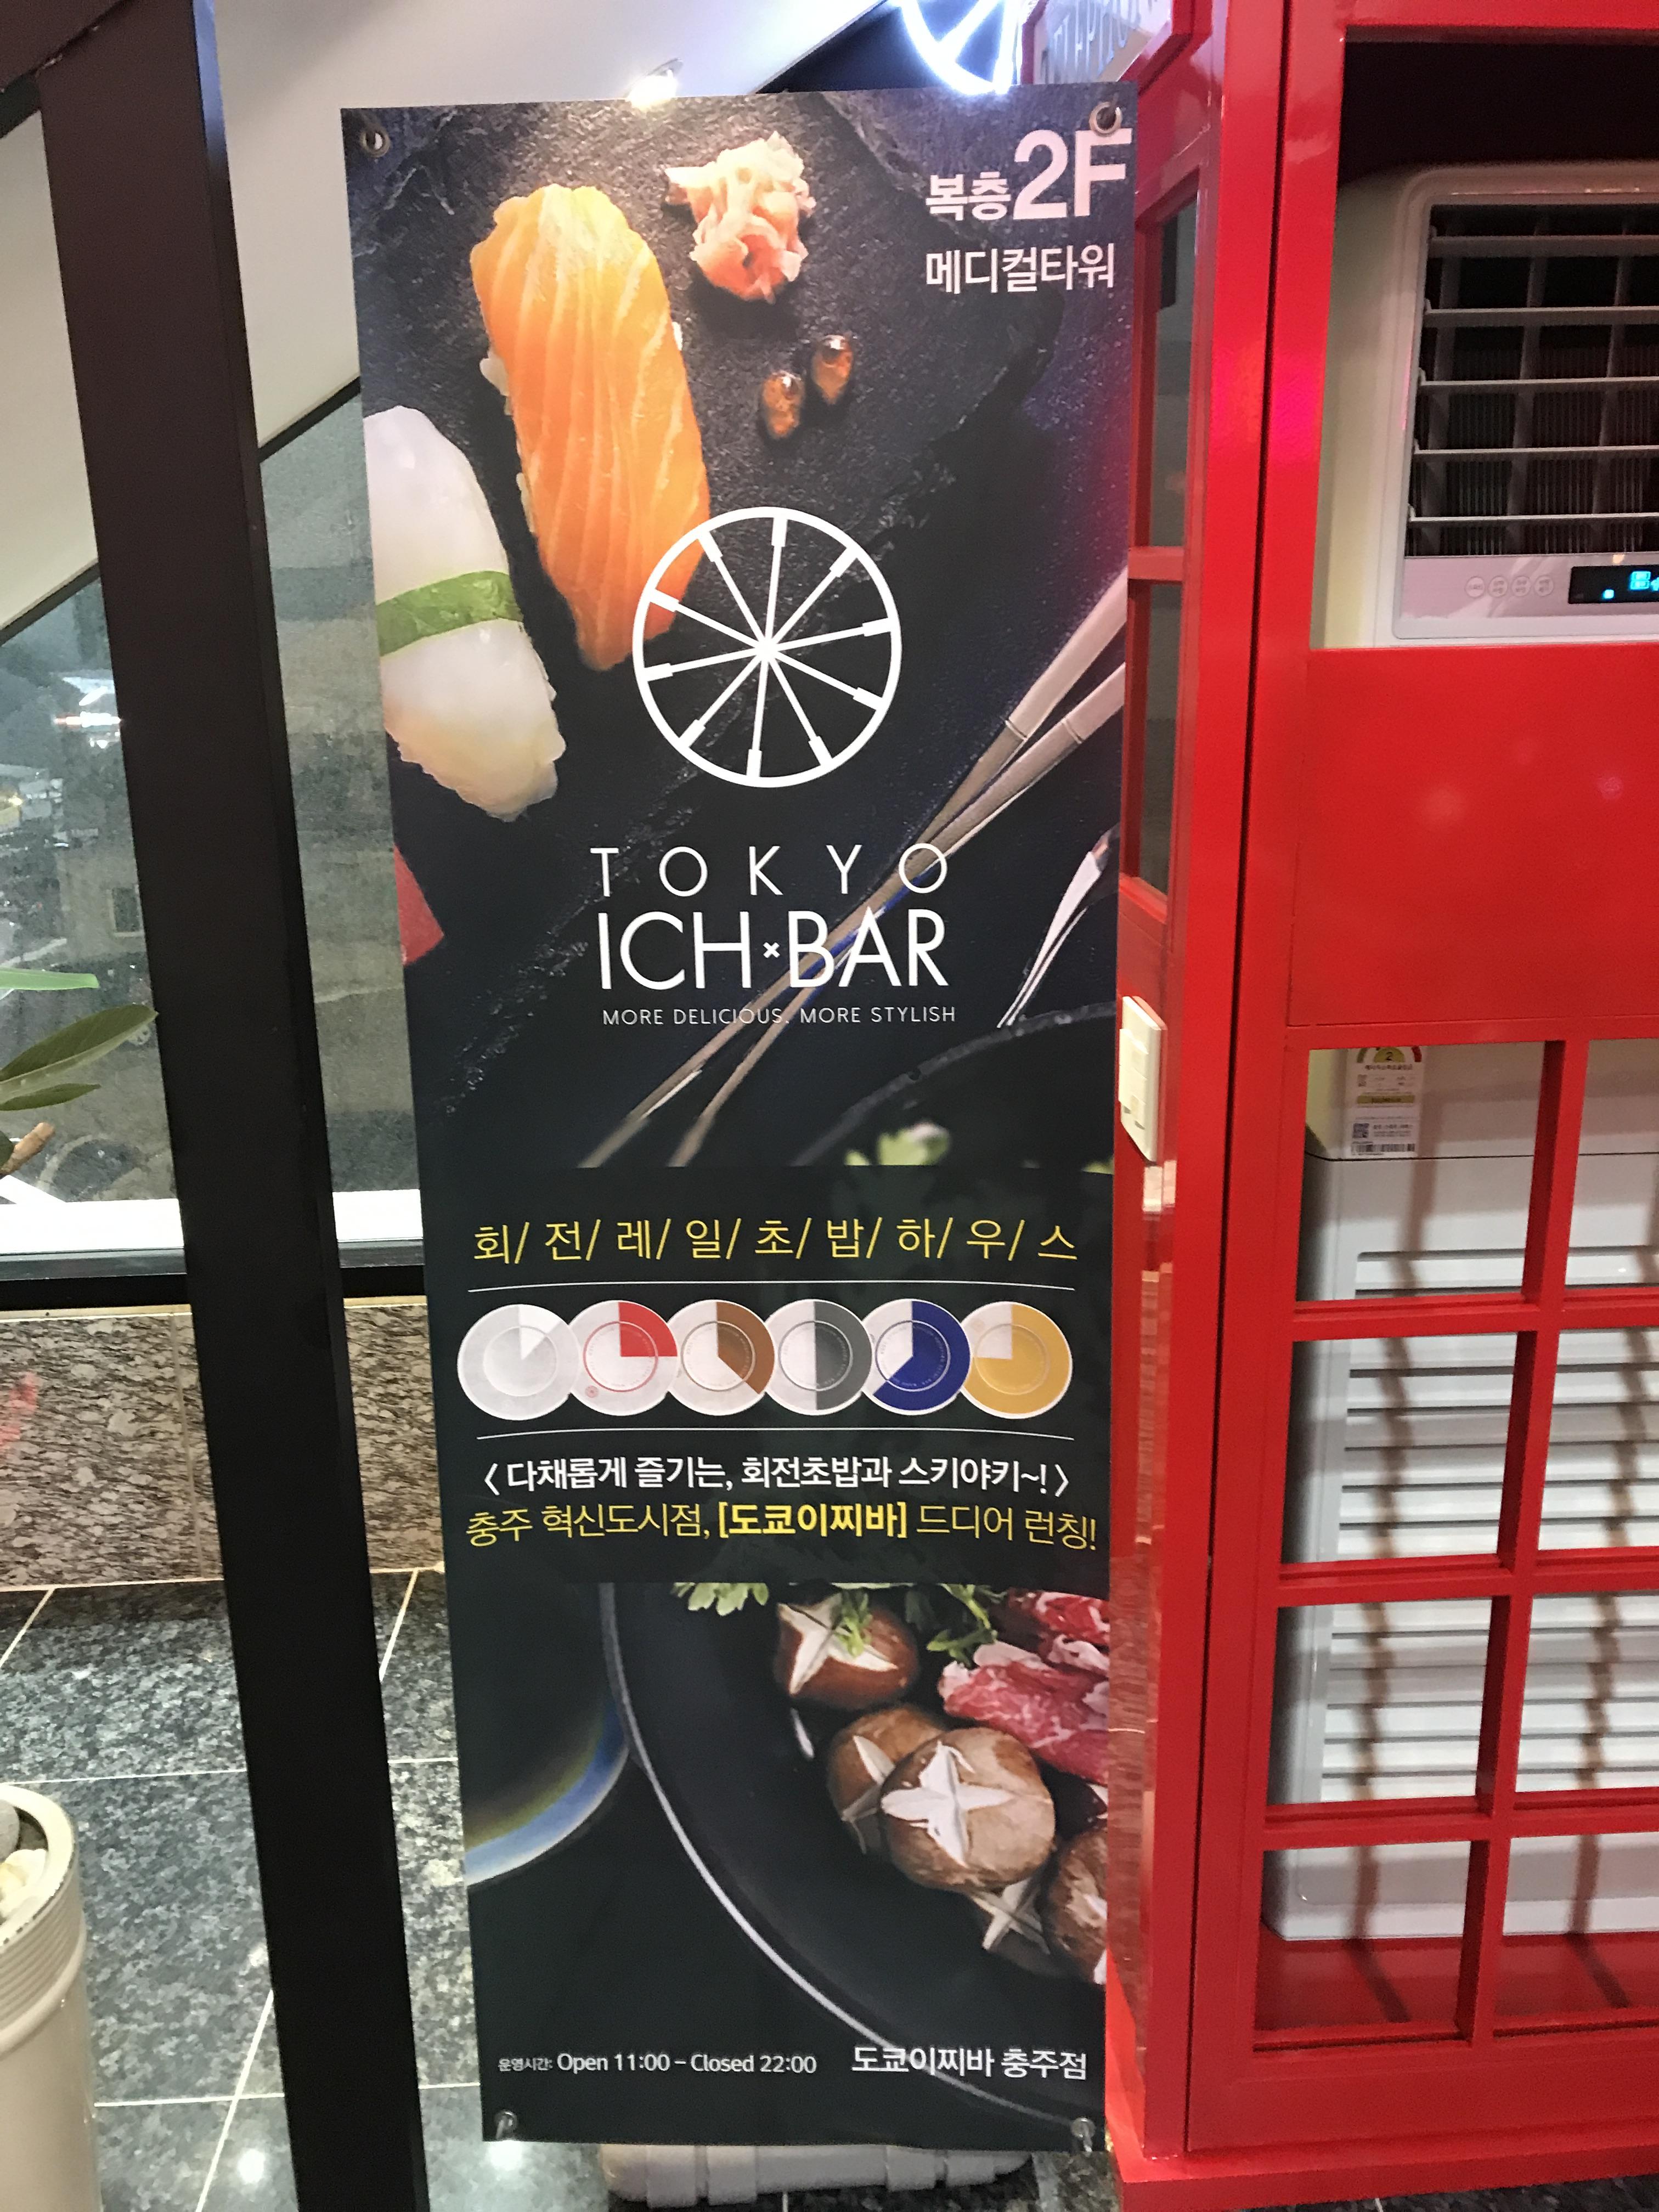 복층 2F
메디컬타워
TOKYO
ICH×BAR
MORE DELICIOUS. MORE STYLISH
회/ 전/ 레/ 일/ 초/ 밥/ 하/ 우/ 스
〈 다채롭게 즐기는, 회전초밥과 스키야키~! 〉
충주 혁신도시점, [도쿄이찌바] 드디어 런칭!
운영시간: Open 11:00 – Closed 22:00 도쿄이찌바 충주점
2